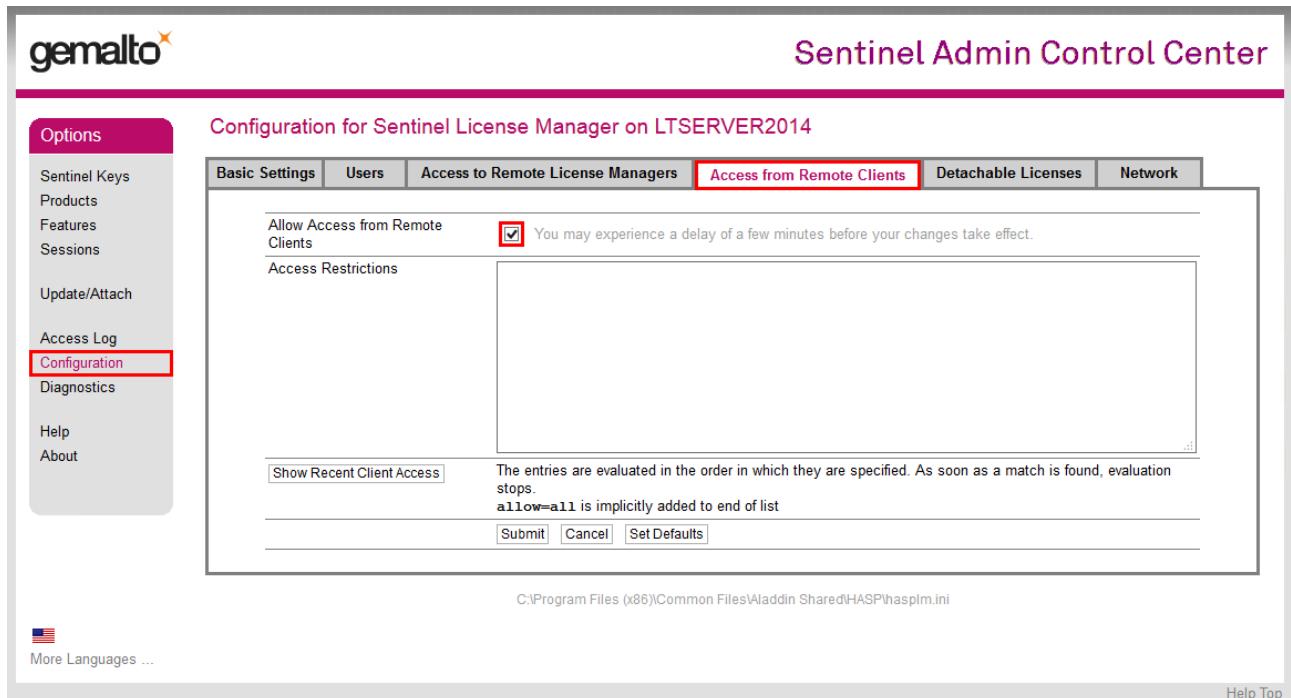 gemalto
Sentinel Admin Control Center
Options
Sentinel Keys
Products
Features
Sessions
Update/Attach
Access Log
Configuration
Diagnostics
Help
About
Configuration for Sentinel License Manager on LTSERVER2014
Basic Settings Users Access to Remote License Managers Access from Remote Clients Detachable Licenses Network
Allow Access from Remote
Clients
You may experience a delay of a few minutes before your changes take effect.
Access Restrictions
Show Recent Client Access
The entries are evaluated in the order in which they are specified. As soon as a match is found, evaluation
stops.
allow=all is implicitly added to end of list
Submit Cancel Set Defaults
C:\Program Files (x86)\Common Files\Aladdin Shared\HASP\hasplm.ini
More Languages ...
Help Top